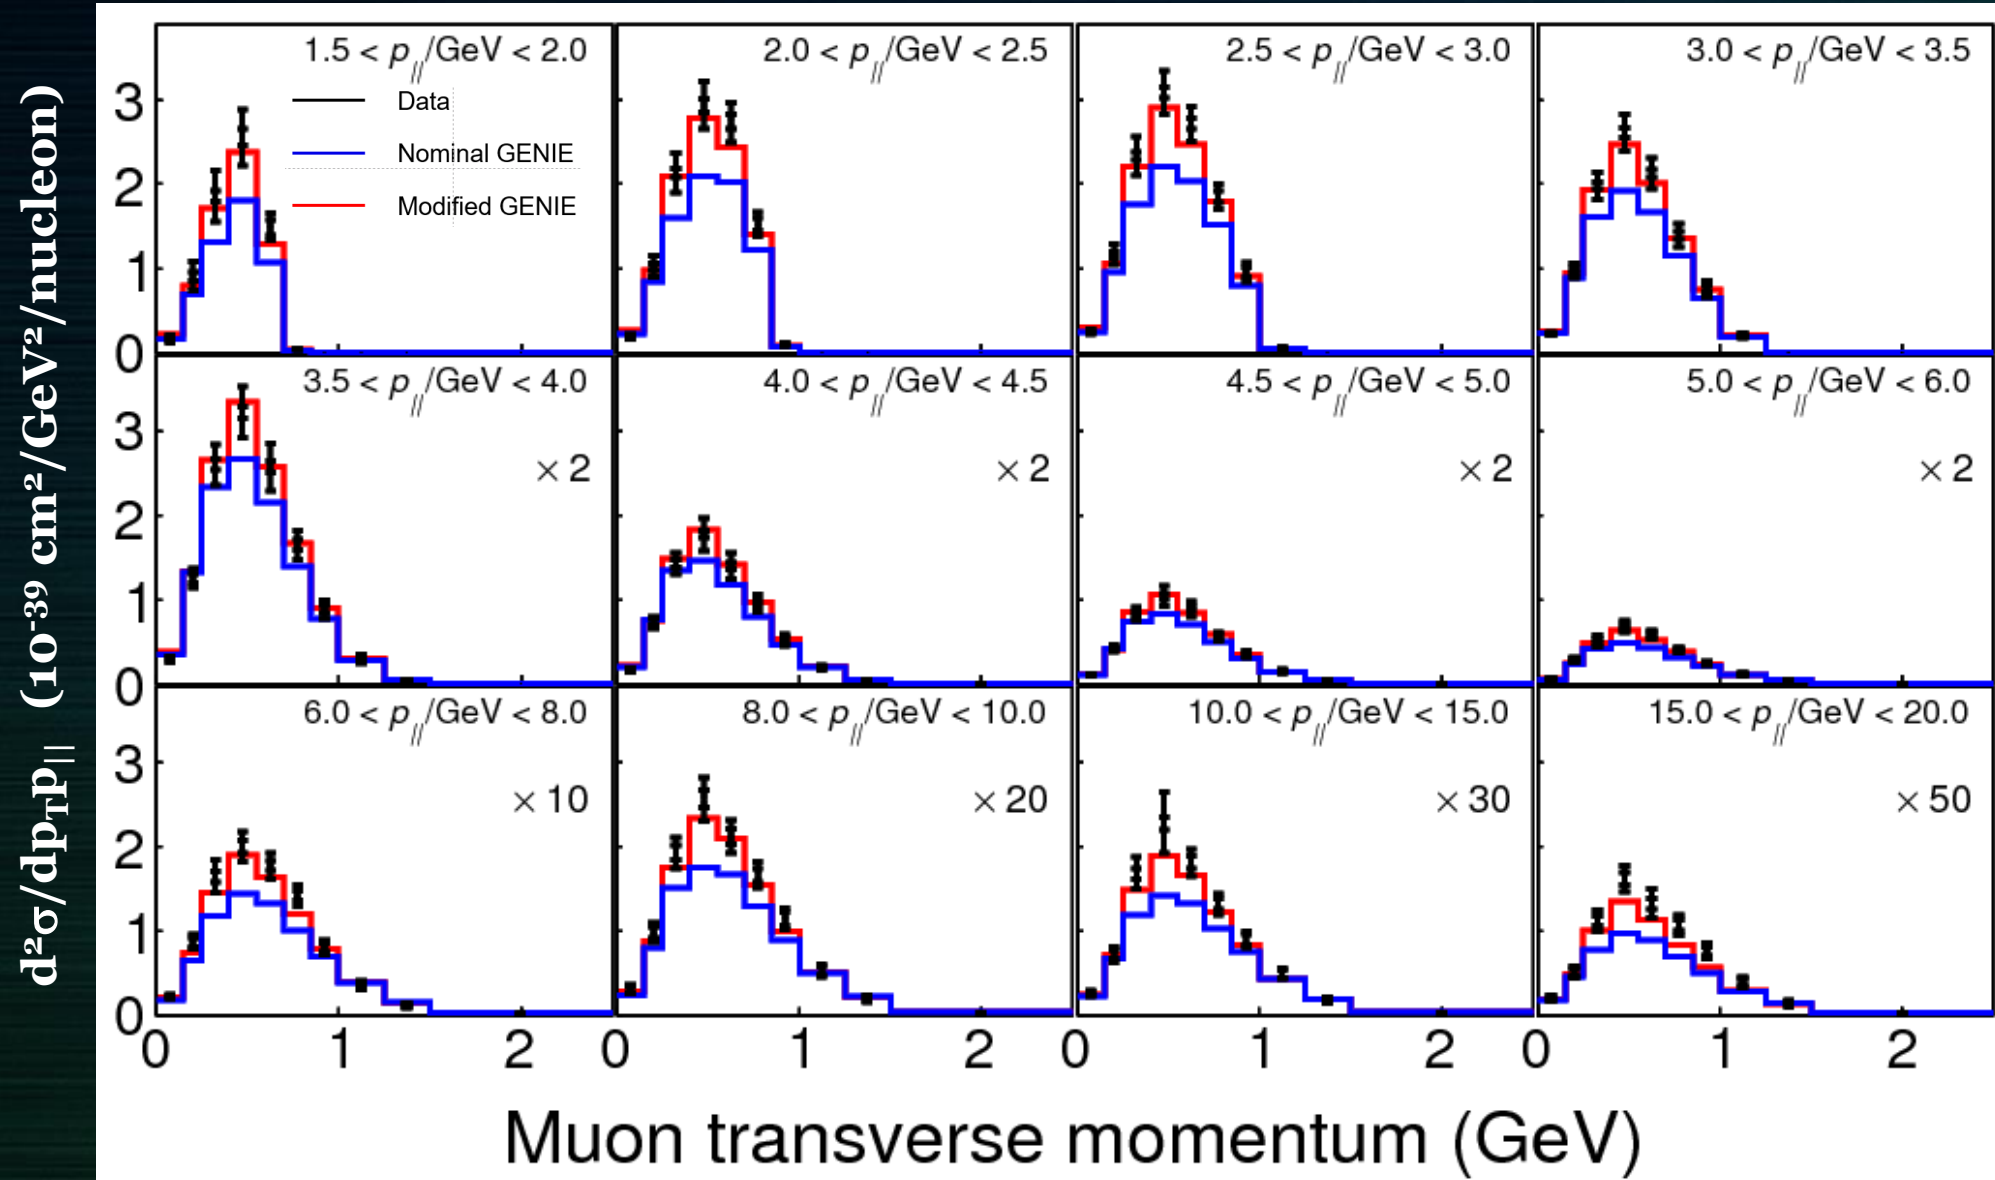 d²σ/dp_T p_|| (10⁻³⁹ cm²/GeV²/nucleon)
1.5 < p_///GeV < 2.0
Data
Nominal GENIE
Modified GENIE
2.0 < p_///GeV < 2.5
2.5 < p_///GeV < 3.0
3.0 < p_///GeV < 3.5
3
2
1
0
3.5 < p_///GeV < 4.0
× 2
4.0 < p_///GeV < 4.5
× 2
4.5 < p_///GeV < 5.0
× 2
5.0 < p_///GeV < 6.0
× 2
3
2
1
0
6.0 < p_///GeV < 8.0
× 10
8.0 < p_///GeV < 10.0
× 20
10.0 < p_///GeV < 15.0
× 30
15.0 < p_///GeV < 20.0
× 50
3
2
1
0
0 1 2 0 1 2 0 1 2 0 1 2
Muon transverse momentum (GeV)